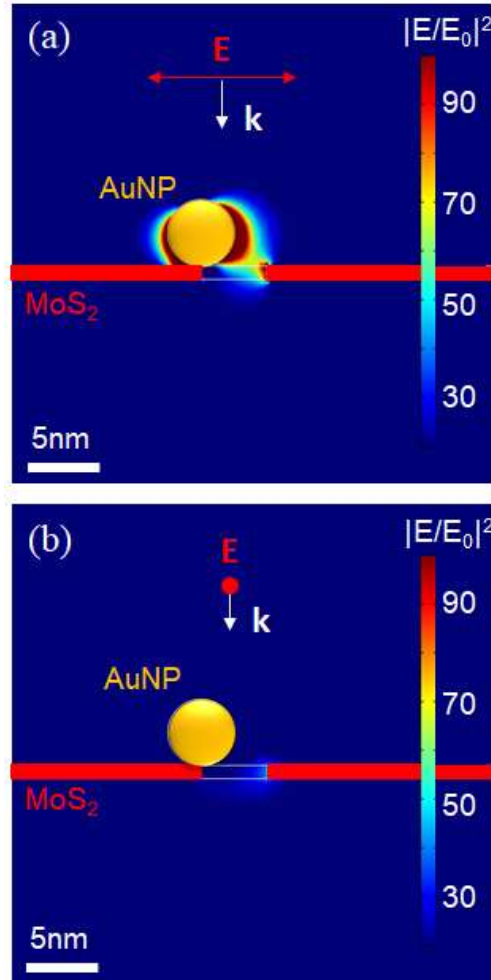 (a)
|E/E₀|²
E
k
90
AuNP
70
MoS₂
50
30
5nm
(b)
|E/E₀|²
E
k
90
AuNP
70
MoS₂
50
30
5nm